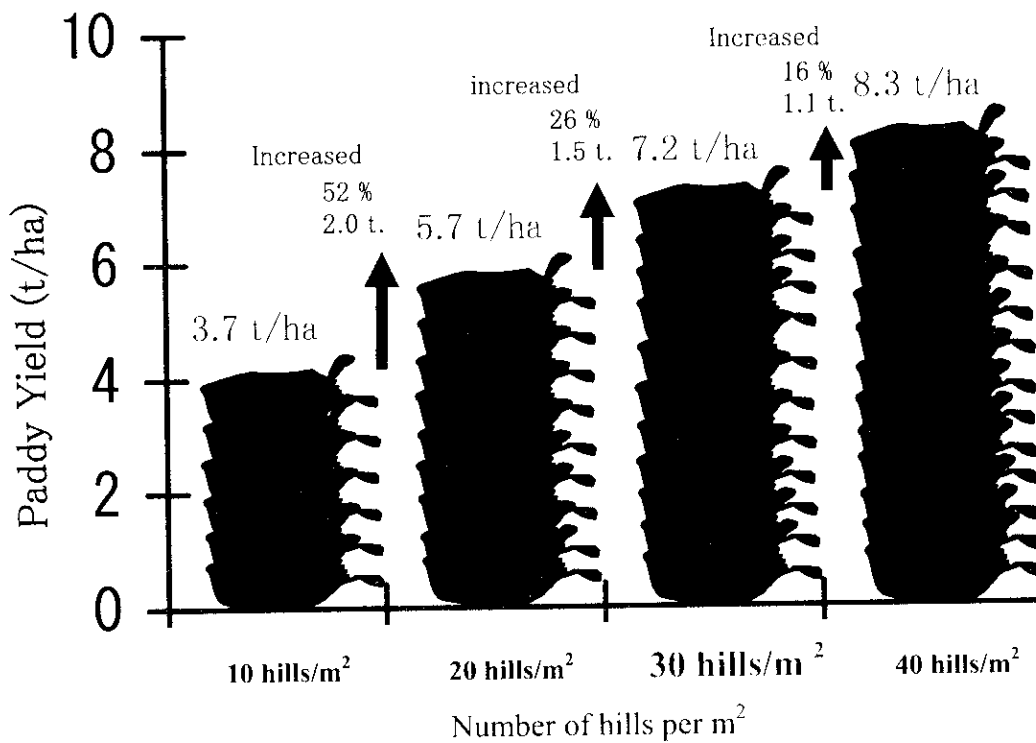 10
Increased
16 %
1.1 t.
8.3 t/ha
increased
26 %
1.5 t.
7.2 t/ha
8
Increased
52 %
2.0 t.
5.7 t/ha
6
3.7 t/ha
4
2
0
Paddy Yield (t/ha)
10 hills/m²
20 hills/m²
30 hills/m²
40 hills/m²
Number of hills per m²